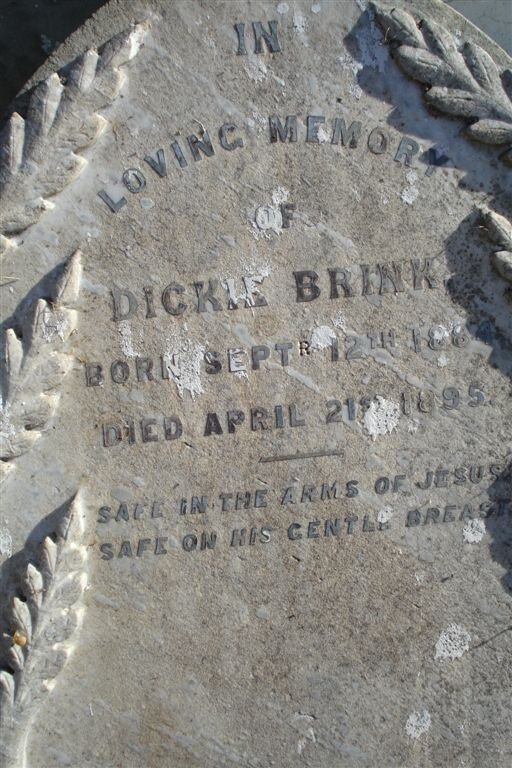 IN
LOVING MEMORY
OF
DICKIE BRINK.
BORN SEPTR 12TH 1884
DIED APRIL 21ST 1895.
SAFE IN THE ARMS OF JESUS
SAFE ON HIS GENTLE BREAST